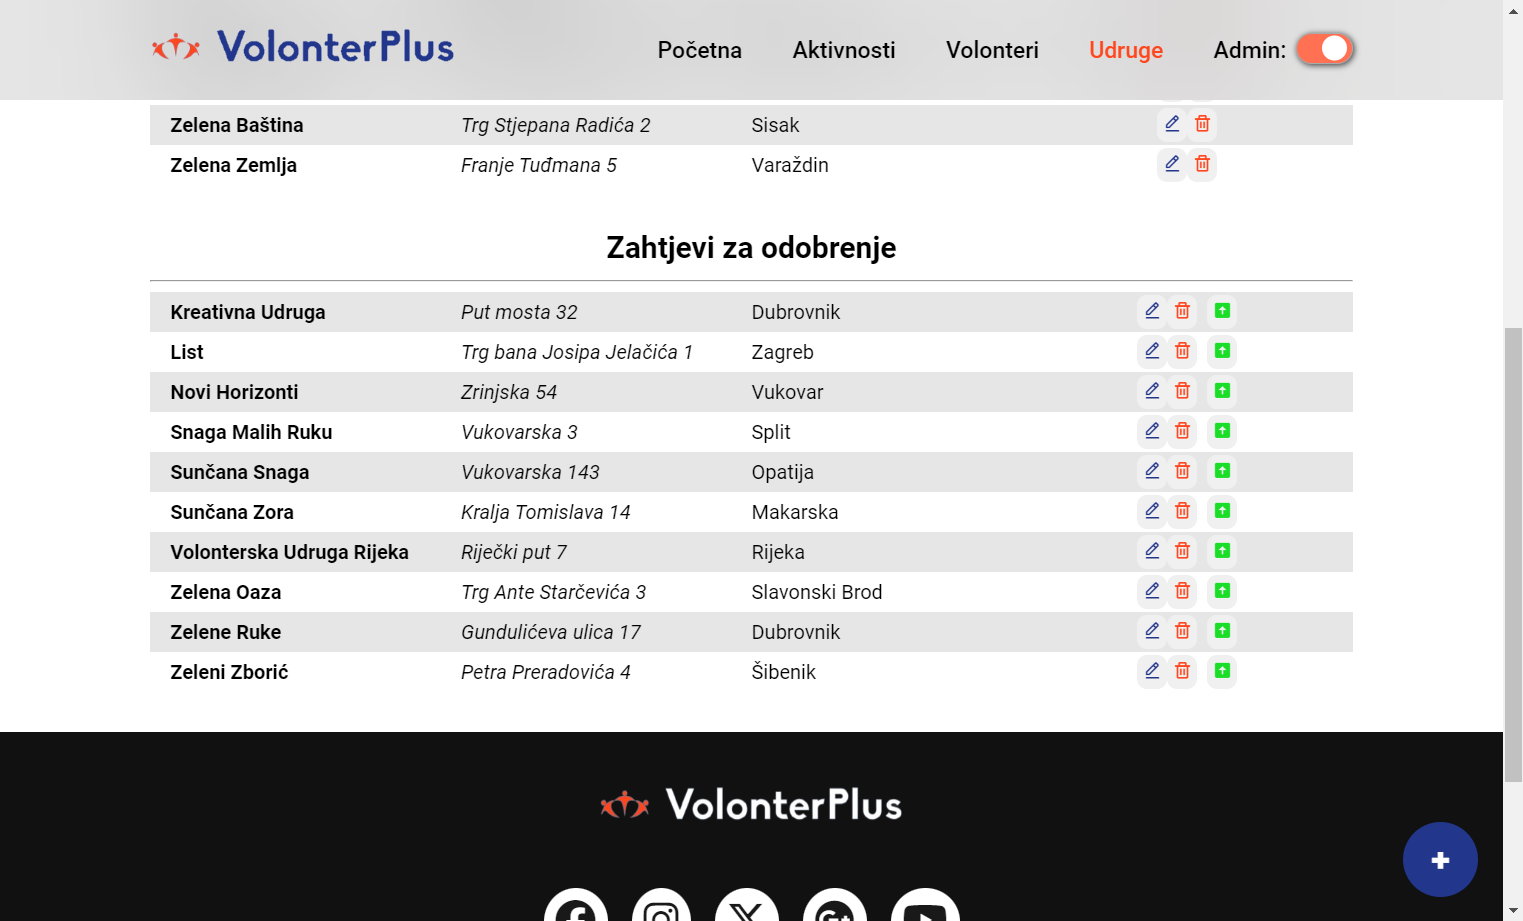 VolonterPlus Početna Aktivnosti Volonteri Udruge Admin:
Zelena Baština Trg Stjepana Radića 2 Sisak
Zelena Zemlja Franje Tuđmana 5 Varaždin
Zahtjevi za odobrenje
Kreativna Udruga Put mosta 32 Dubrovnik
List Trg bana Josipa Jelačića 1 Zagreb
Novi Horizonti Zrinjska 54 Vukovar
Snaga Malih Ruku Vukovarska 3 Split
Sunčana Snaga Vukovarska 143 Opatija
Sunčana Zora Kralja Tomislava 14 Makarska
Volonterska Udruga Rijeka Riječki put 7 Rijeka
Zelena Oaza Trg Ante Starčevića 3 Slavonski Brod
Zelene Ruke Gundulićeva ulica 17 Dubrovnik
Zeleni Zborić Petra Preradovića 4 Šibenik
VolonterPlus